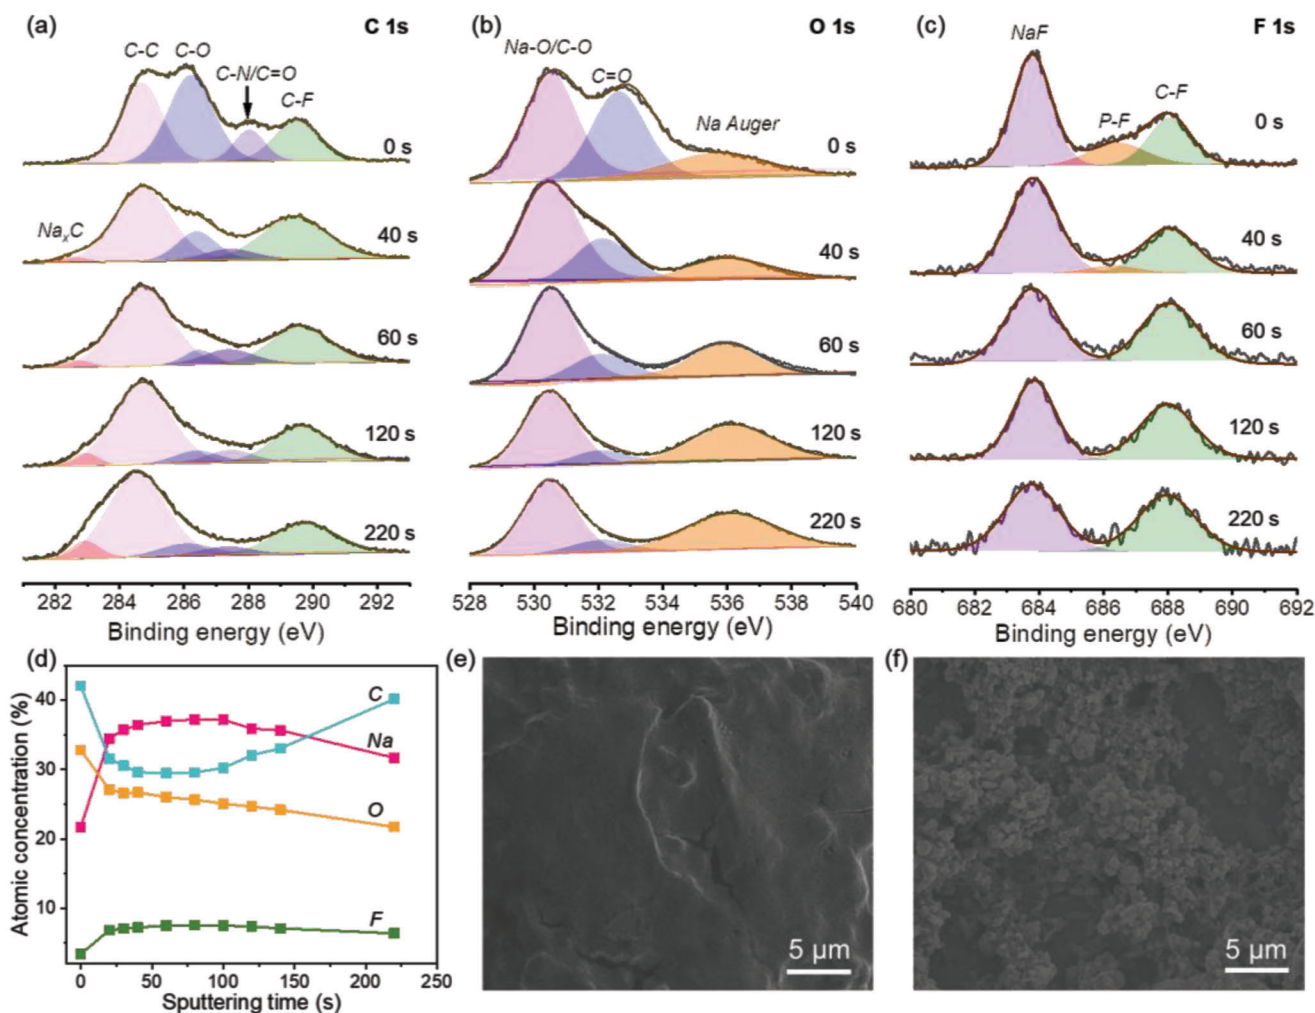 (a)
C 1s
C-C
C-O
C-N/C=O
C-F
0 s
NaₓC
40 s
60 s
120 s
220 s
282 284 286 288 290 292
Binding energy (eV)
(b)
O 1s
Na-O/C-O
C=O
Na Auger
0 s
40 s
60 s
120 s
220 s
528 530 532 534 536 538 540
Binding energy (eV)
(c)
F 1s
NaF
P-F
C-F
0 s
40 s
60 s
120 s
220 s
680 682 684 686 688 690 692
Binding energy (eV)
(d)
Atomic concentration (%)
40
30
20
10
C
Na
O
F
0 50 100 150 200 250
Sputtering time (s)
(e)
5 μm
(f)
5 μm